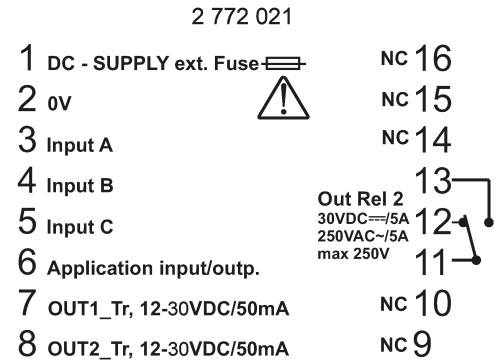 2 772 021
1 DC - SUPPLY ext. Fuse
2 0V
3 Input A
4 Input B
5 Input C
6 Application input/outp.
7 OUT1_Tr, 12-30VDC/50mA
8 OUT2_Tr, 12-30VDC/50mA
NC 16
NC 15
NC 14
13
Out Rel 2
30VDC⎓/5A 12
250VAC~/5A
max 250V 11
NC 10
NC 9